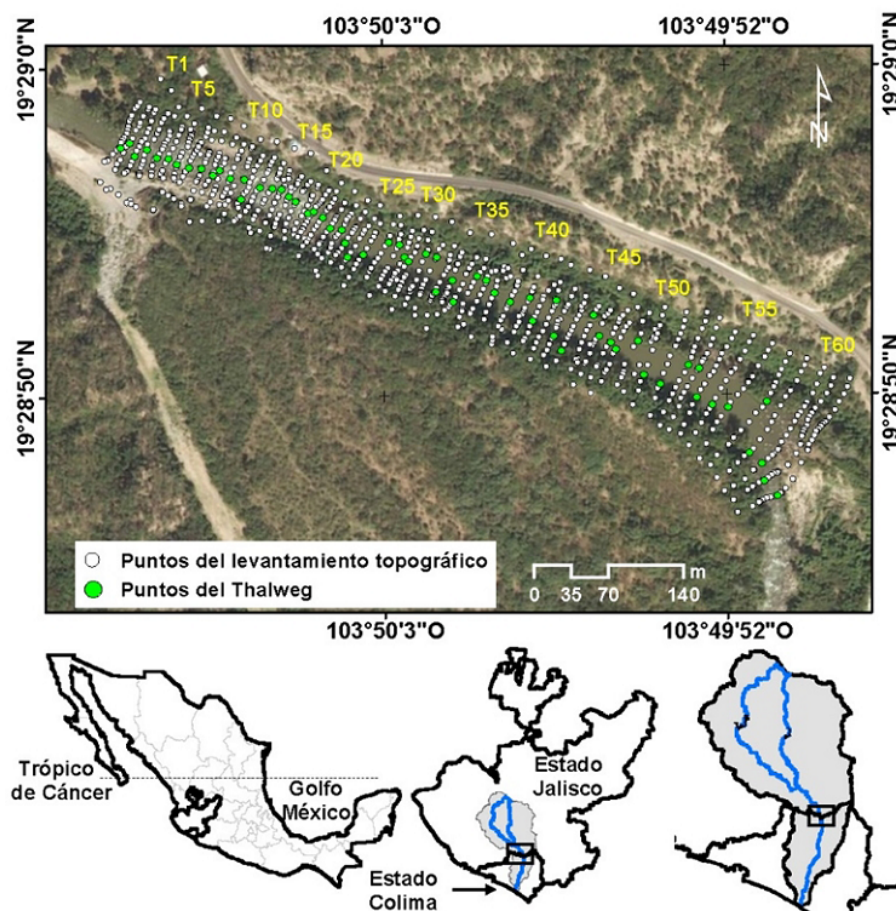 103°50'3"O
103°49'52"O
19°29'0"N
19°29'0"N
T1
T5
T10
T15
T20
T25
T30
T35
T40
T45
T50
T55
T60
N
19°28'50"N
19°28'50"N
Puntos del levantamiento topográfico
Puntos del Thalweg
m
0 35 70 140
103°50'3"O
103°49'52"O
Trópico
de Cáncer
Golfo
México
Estado
Jalisco
Estado
Colima